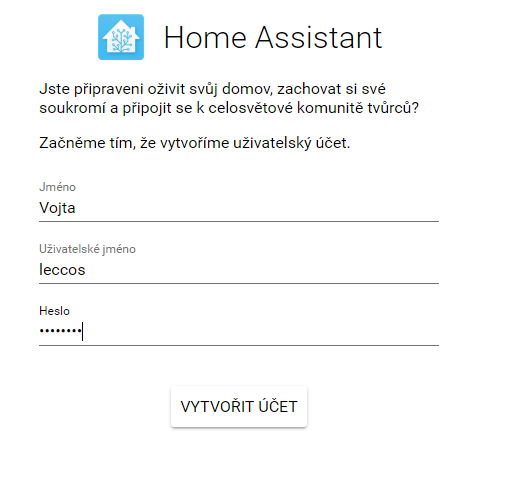 Home Assistant
Jste připraveni oživit svůj domov, zachovat si své
soukromí a připojit se k celosvětové komunitě tvůrců?
Začněme tím, že vytvoříme uživatelský účet.
Jméno
Vojta
Uživatelské jméno
leccos
Heslo
••••••••
VYTVOŘIT ÚČET